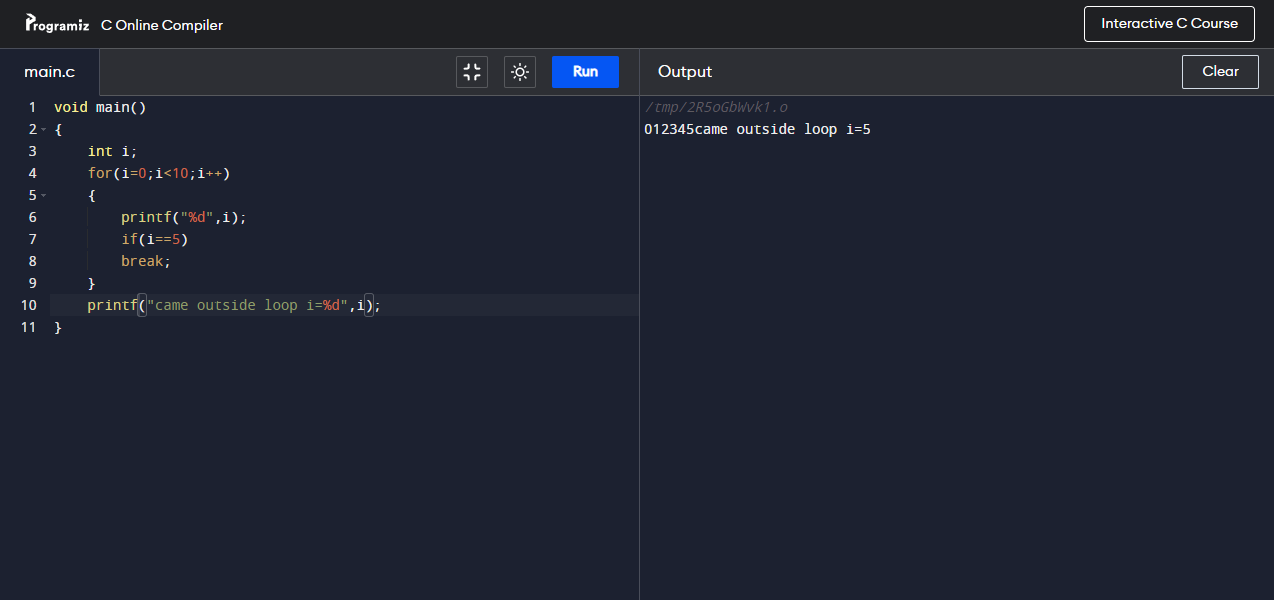 Programiz C Online Compiler
Interactive C Course
main.c
Run
Output
Clear
1 void main()
2 {
3     int i;
4     for(i=0;i<10;i++)
5     {
6         printf("%d",i);
7         if(i==5)
8         break;
9     }
10     printf("came outside loop i=%d",i);
11 }
/tmp/2R5oGbWvk1.o
012345came outside loop i=5